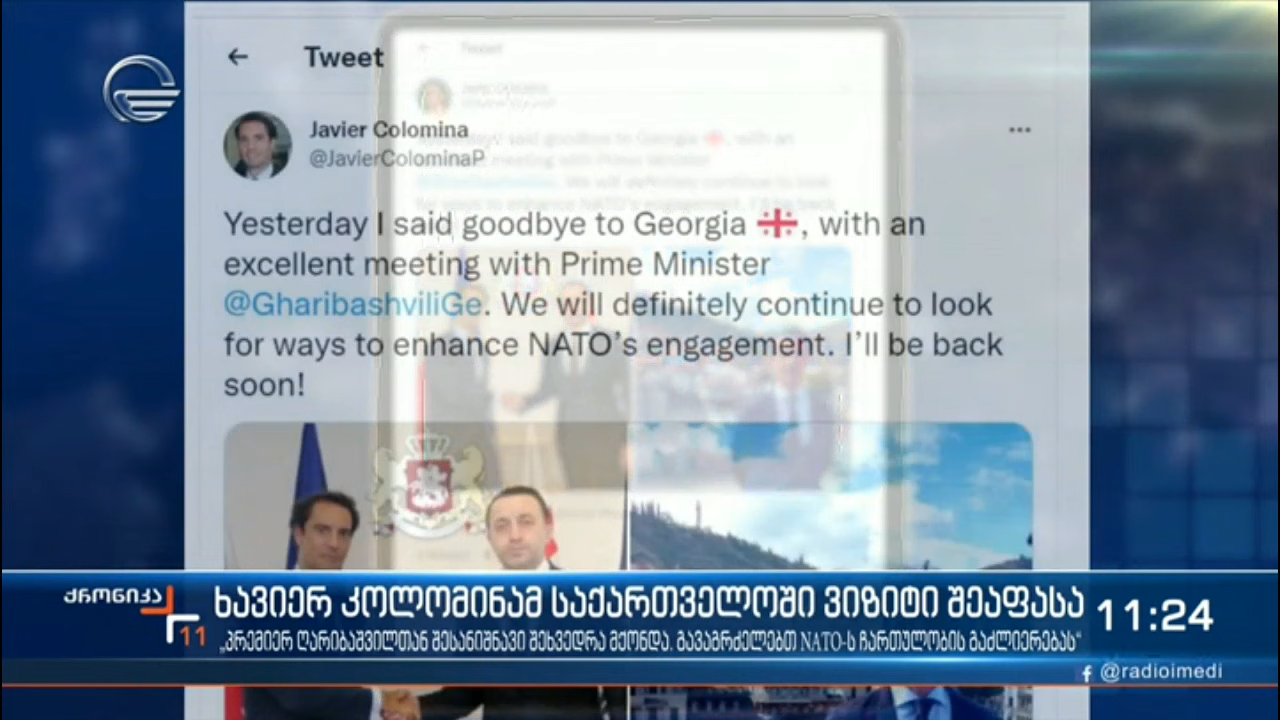 Tweet
Javier Colomina
@JavierColominaP
Yesterday I said goodbye to Georgia 🇬🇪, with an
excellent meeting with Prime Minister
@GharibashviliGe. We will definitely continue to look
for ways to enhance NATO's engagement. I'll be back
soon!
ქრონიკა
11
ხავიერ კოლომინამ საქართველოში ვიზიტი შეაფასა
11:24
„პრემიერ ღარიბაშვილთან შესანიშნავი შეხვედრა მქონდა. გავაგრძელებთ NATO-ს ჩართულობის გაძლიერებას“
@radioimedi